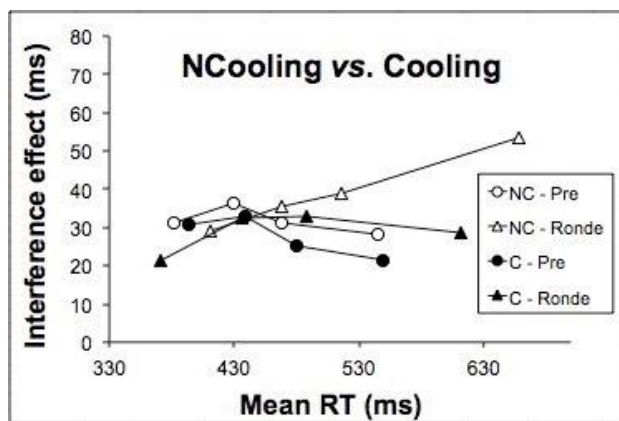 NCooling vs. Cooling
Interference effect (ms)
80
70
60
50
40
30
20
10
0
330
430
530
630
Mean RT (ms)
NC - Pre
NC - Ronde
C - Pre
C - Ronde